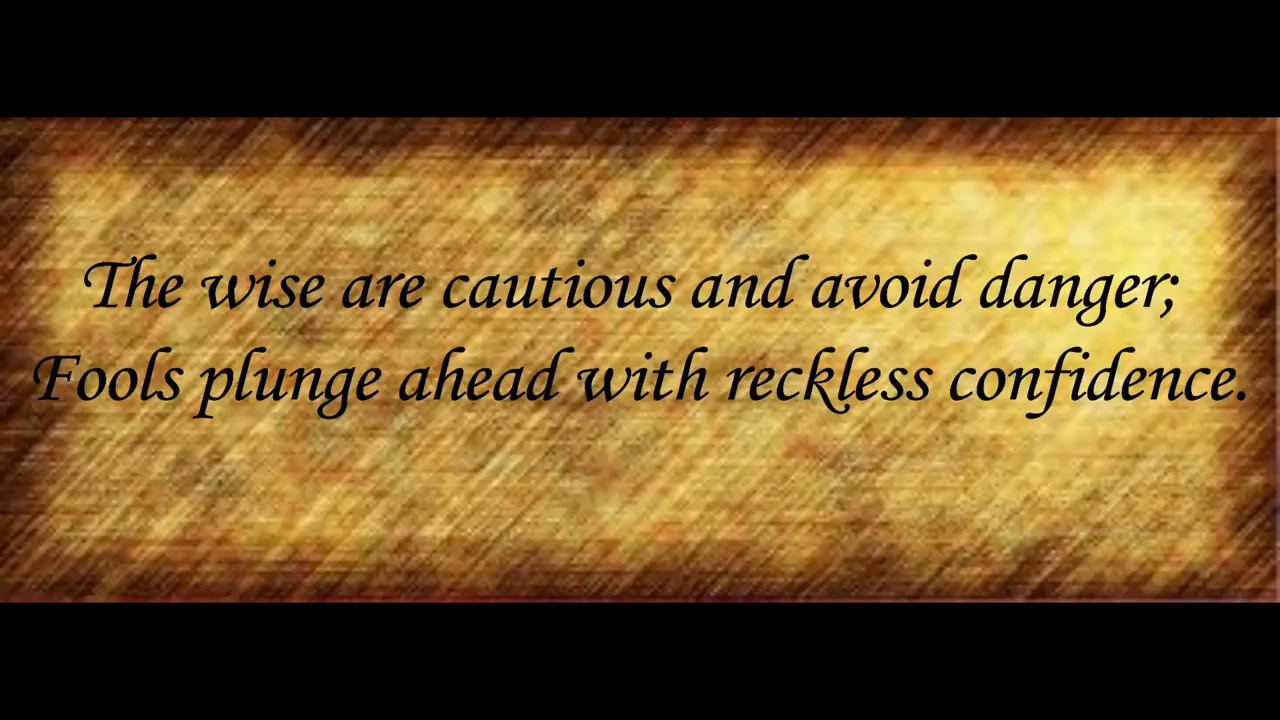 The wise are cautious and avoid danger;
Fools plunge ahead with reckless confidence.